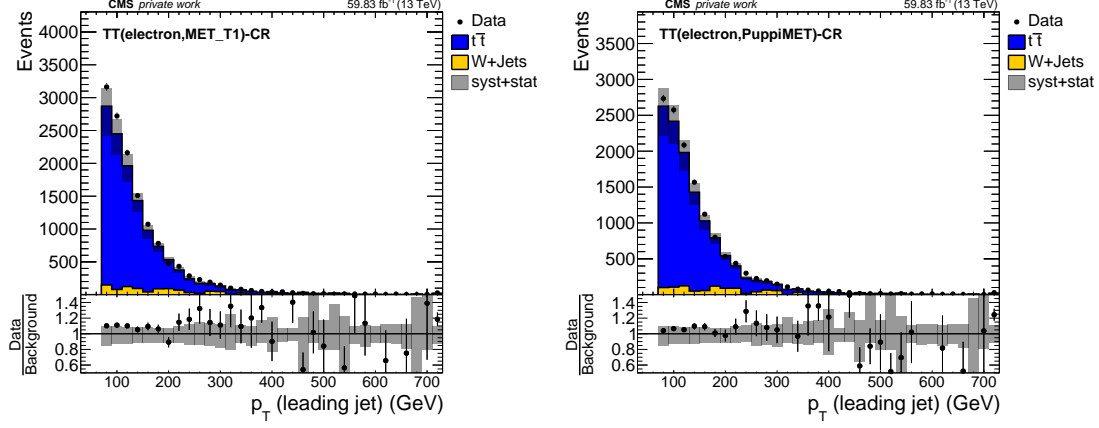 CMS private work 59.83 fb⁻¹ (13 TeV)
Events
TT(electron,MET_T1)-CR
Data
tt̅
W+Jets
syst+stat
4000
3500
3000
2500
2000
1500
1000
500
Data
Background
1.4
1.2
1
0.8
0.6
100 200 300 400 500 600 700
p_T (leading jet) (GeV)
CMS private work 59.83 fb⁻¹ (13 TeV)
Events
TT(electron,PuppiMET)-CR
Data
tt̅
W+Jets
syst+stat
3500
3000
2500
2000
1500
1000
500
Data
Background
1.4
1.2
1
0.8
0.6
100 200 300 400 500 600 700
p_T (leading jet) (GeV)